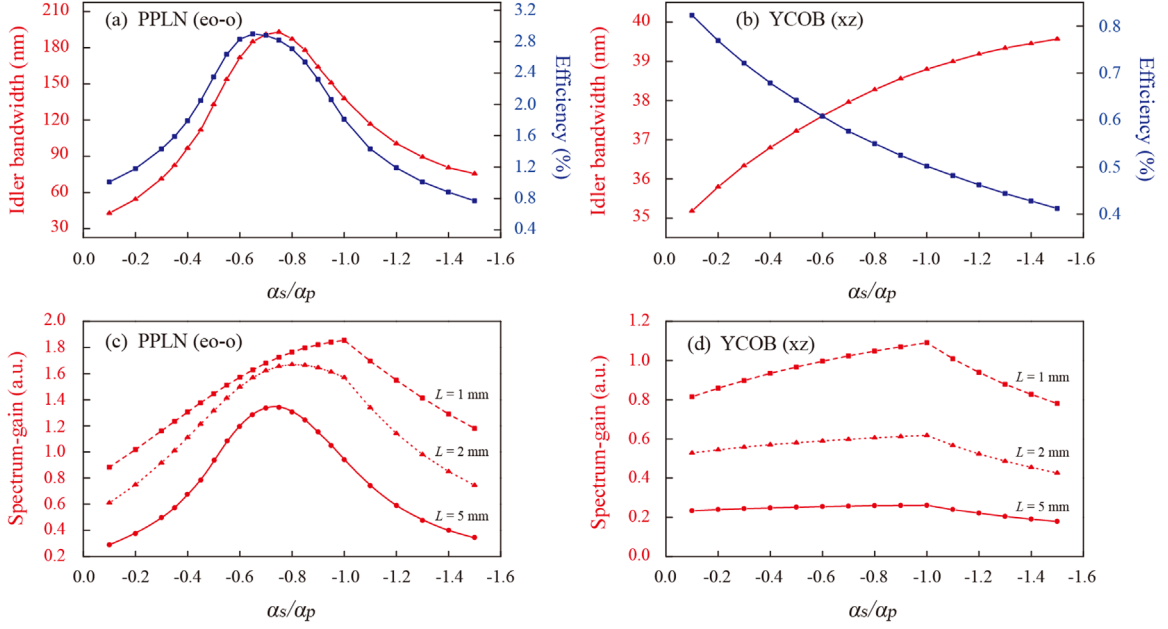 (a) PPLN (eo-o)
Idler bandwidth (nm)
210
180
150
120
90
60
30
3.2
2.8
2.4
2.0
1.6
1.2
0.8
0.4
Efficiency (%)
0.0 -0.2 -0.4 -0.6 -0.8 -1.0 -1.2 -1.4 -1.6
αs/αp
(b) YCOB (xz)
Idler bandwidth (nm)
40
39
38
37
36
35
0.8
0.7
0.6
0.5
0.4
Efficiency (%)
0.0 -0.2 -0.4 -0.6 -0.8 -1.0 -1.2 -1.4 -1.6
αs/αp
(c) PPLN (eo-o)
Spectrum-gain (a.u.)
2.0
1.8
1.6
1.4
1.2
1.0
0.8
0.6
0.4
0.2
L = 1 mm
L = 2 mm
L = 5 mm
0.0 -0.2 -0.4 -0.6 -0.8 -1.0 -1.2 -1.4 -1.6
αs/αp
(d) YCOB (xz)
Spectrum-gain (a.u.)
1.2
1.0
0.8
0.6
0.4
0.2
0.0
L = 1 mm
L = 2 mm
L = 5 mm
0.0 -0.2 -0.4 -0.6 -0.8 -1.0 -1.2 -1.4 -1.6
αs/αp